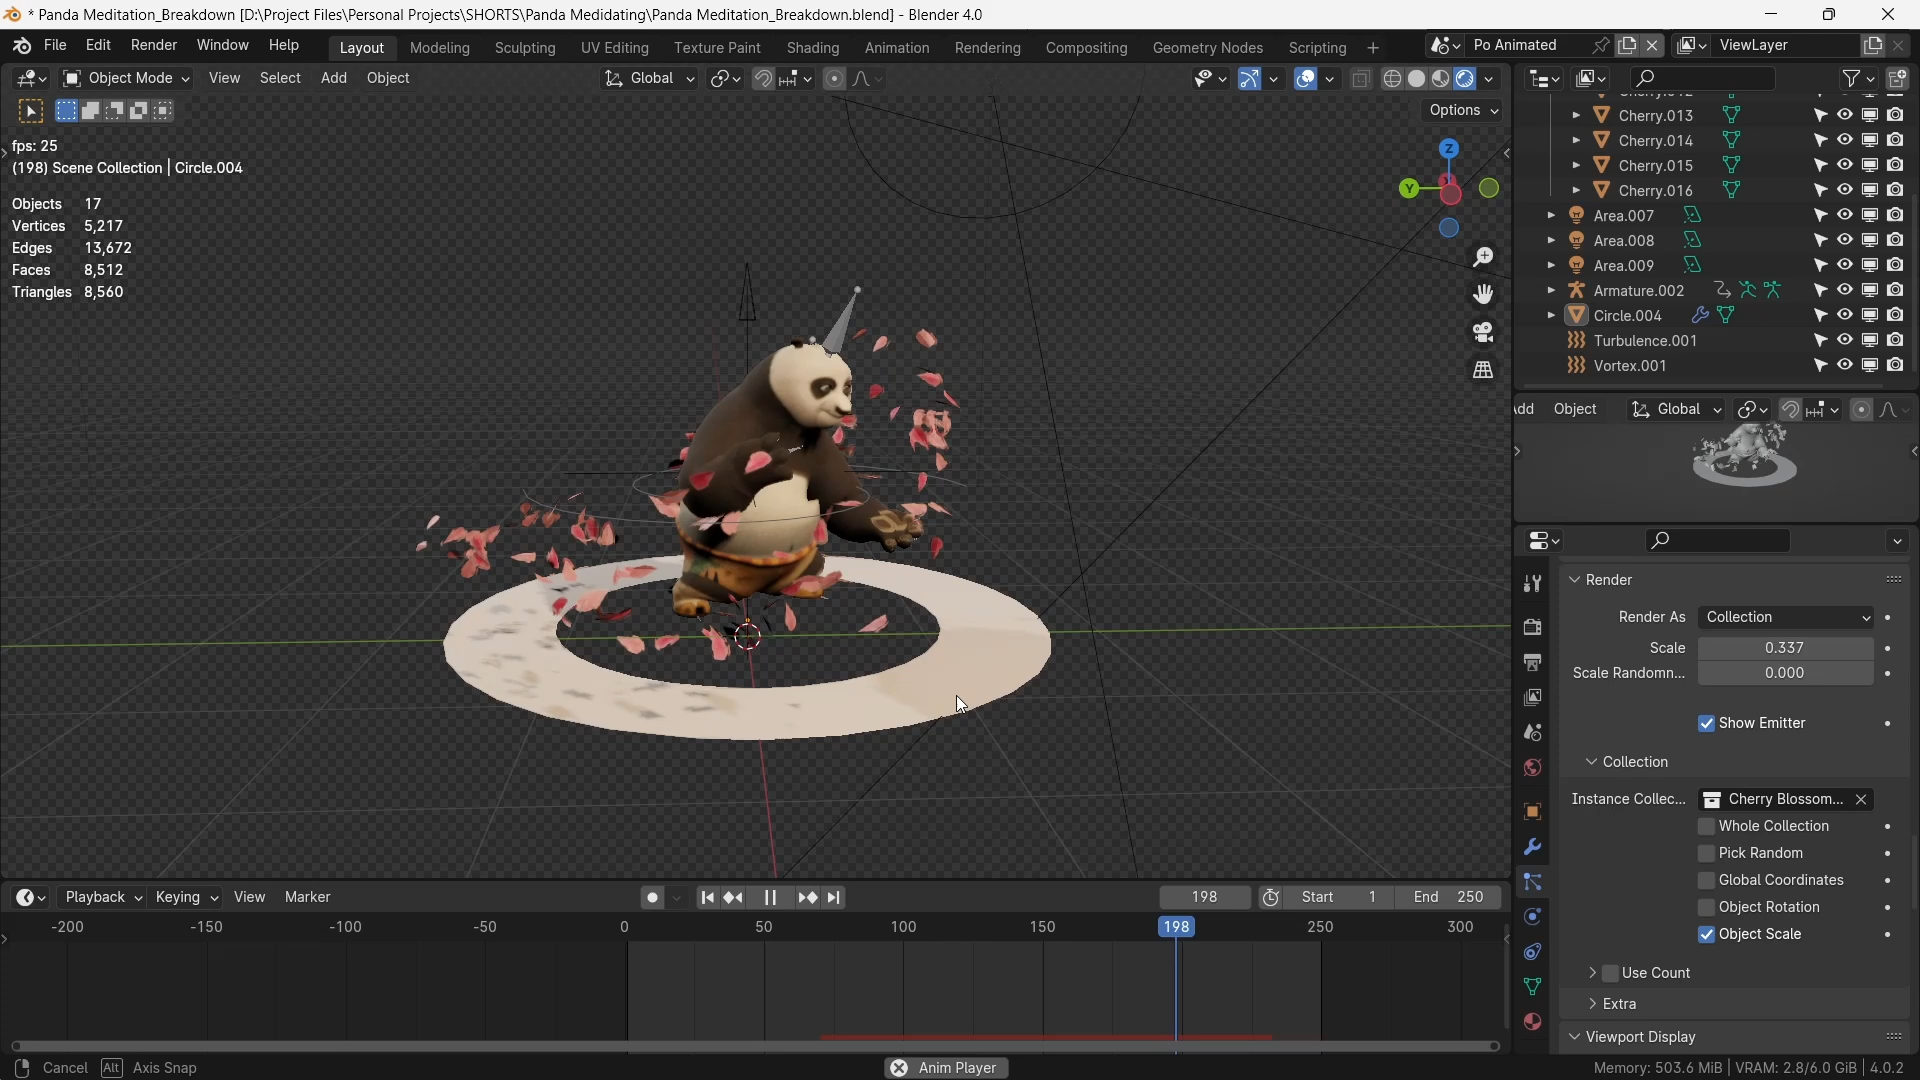 * Panda Meditation_Breakdown [D:\Project Files\Personal Projects\SHORTS\Panda Medidating\Panda Meditation_Breakdown.blend] - Blender 4.0
File Edit Render Window Help
Layout Modeling Sculpting UV Editing Texture Paint Shading Animation Rendering Compositing Geometry Nodes Scripting +
Po Animated
ViewLayer
Object Mode View Select Add Object
Global
Options
fps: 25
(198) Scene Collection | Circle.004
Objects 17
Vertices 5,217
Edges 13,672
Faces 8,512
Triangles 8,560
Z
Y
Cherry.013
Cherry.014
Cherry.015
Cherry.016
Area.007
Area.008
Area.009
Armature.002
Circle.004
Turbulence.001
Vortex.001
dd Object Global
Render
Render As Collection
Scale 0.337
Scale Randomn... 0.000
Show Emitter
Collection
Instance Collec... Cherry Blossom...
Whole Collection
Pick Random
Global Coordinates
Object Rotation
Object Scale
Use Count
Extra
Viewport Display
Playback Keying View Marker
198 Start 1 End 250
-200 -150 -100 -50 0 50 100 150 198 250 300
Cancel Alt Axis Snap
Anim Player
Memory: 503.6 MiB | VRAM: 2.8/6.0 GiB | 4.0.2